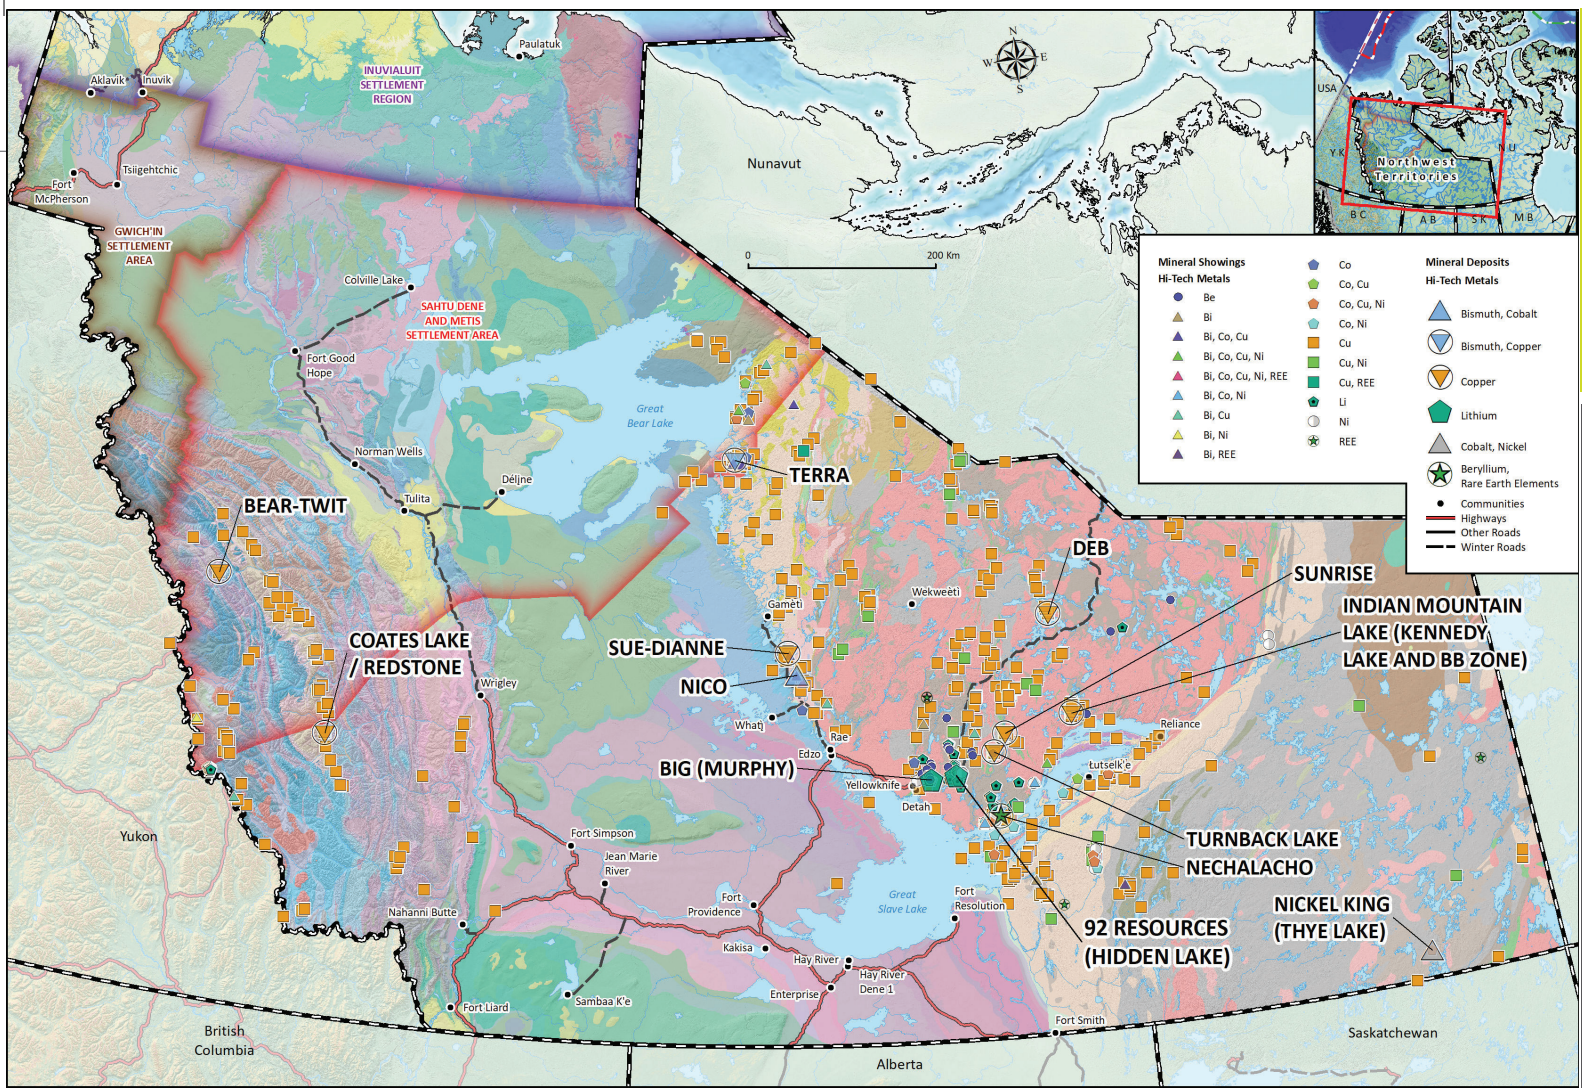 Paulatuk
Aklavik
Inuvik
INUVIALUIT
SETTLEMENT
REGION
Tsiigehtchic
Fort
McPherson
GWICH'IN
SETTLEMENT
AREA
Nunavut
N
W
E
S
0
200 Km
USA
Y K
N U
Northwest
Territories
B C
A B
S K
M B
Colville Lake
SAHTU DENE
AND METIS
SETTLEMENT AREA
Fort Good
Hope
Great
Bear Lake
Norman Wells
Tulita
Délįne
Mineral Showings
Hi-Tech Metals
Be
Bi
Bi, Co, Cu
Bi, Co, Cu, Ni
Bi, Co, Cu, Ni, REE
Bi, Co, Ni
Bi, Cu
Bi, Ni
Bi, REE
Co
Co, Cu
Co, Cu, Ni
Co, Ni
Cu
Cu, Ni
Cu, REE
Li
Ni
REE
Mineral Deposits
Hi-Tech Metals
Bismuth, Cobalt
Bismuth, Copper
Copper
Lithium
Cobalt, Nickel
Beryllium,
Rare Earth Elements
Communities
Highways
Other Roads
Winter Roads
TERRA
BEAR-TWIT
DEB
SUNRISE
INDIAN MOUNTAIN
LAKE (KENNEDY
LAKE AND BB ZONE)
Wekweètì
Gamètì
COATES LAKE
/ REDSTONE
SUE-DIANNE
NICO
Wrigley
Whatì
Rae
Edzo
Reliance
BIG (MURPHY)
Yellowknife
Detah
Łutselk'e
Yukon
Fort Simpson
Jean Marie
River
TURNBACK LAKE
NECHALACHO
Nahanni Butte
Fort
Providence
Great
Slave Lake
Fort
Resolution
92 RESOURCES
(HIDDEN LAKE)
NICKEL KING
(THYE LAKE)
Kakisa
Hay River
Hay River
Dene 1
Enterprise
Sambaa K'e
Fort Liard
Fort Smith
British
Columbia
Alberta
Saskatchewan